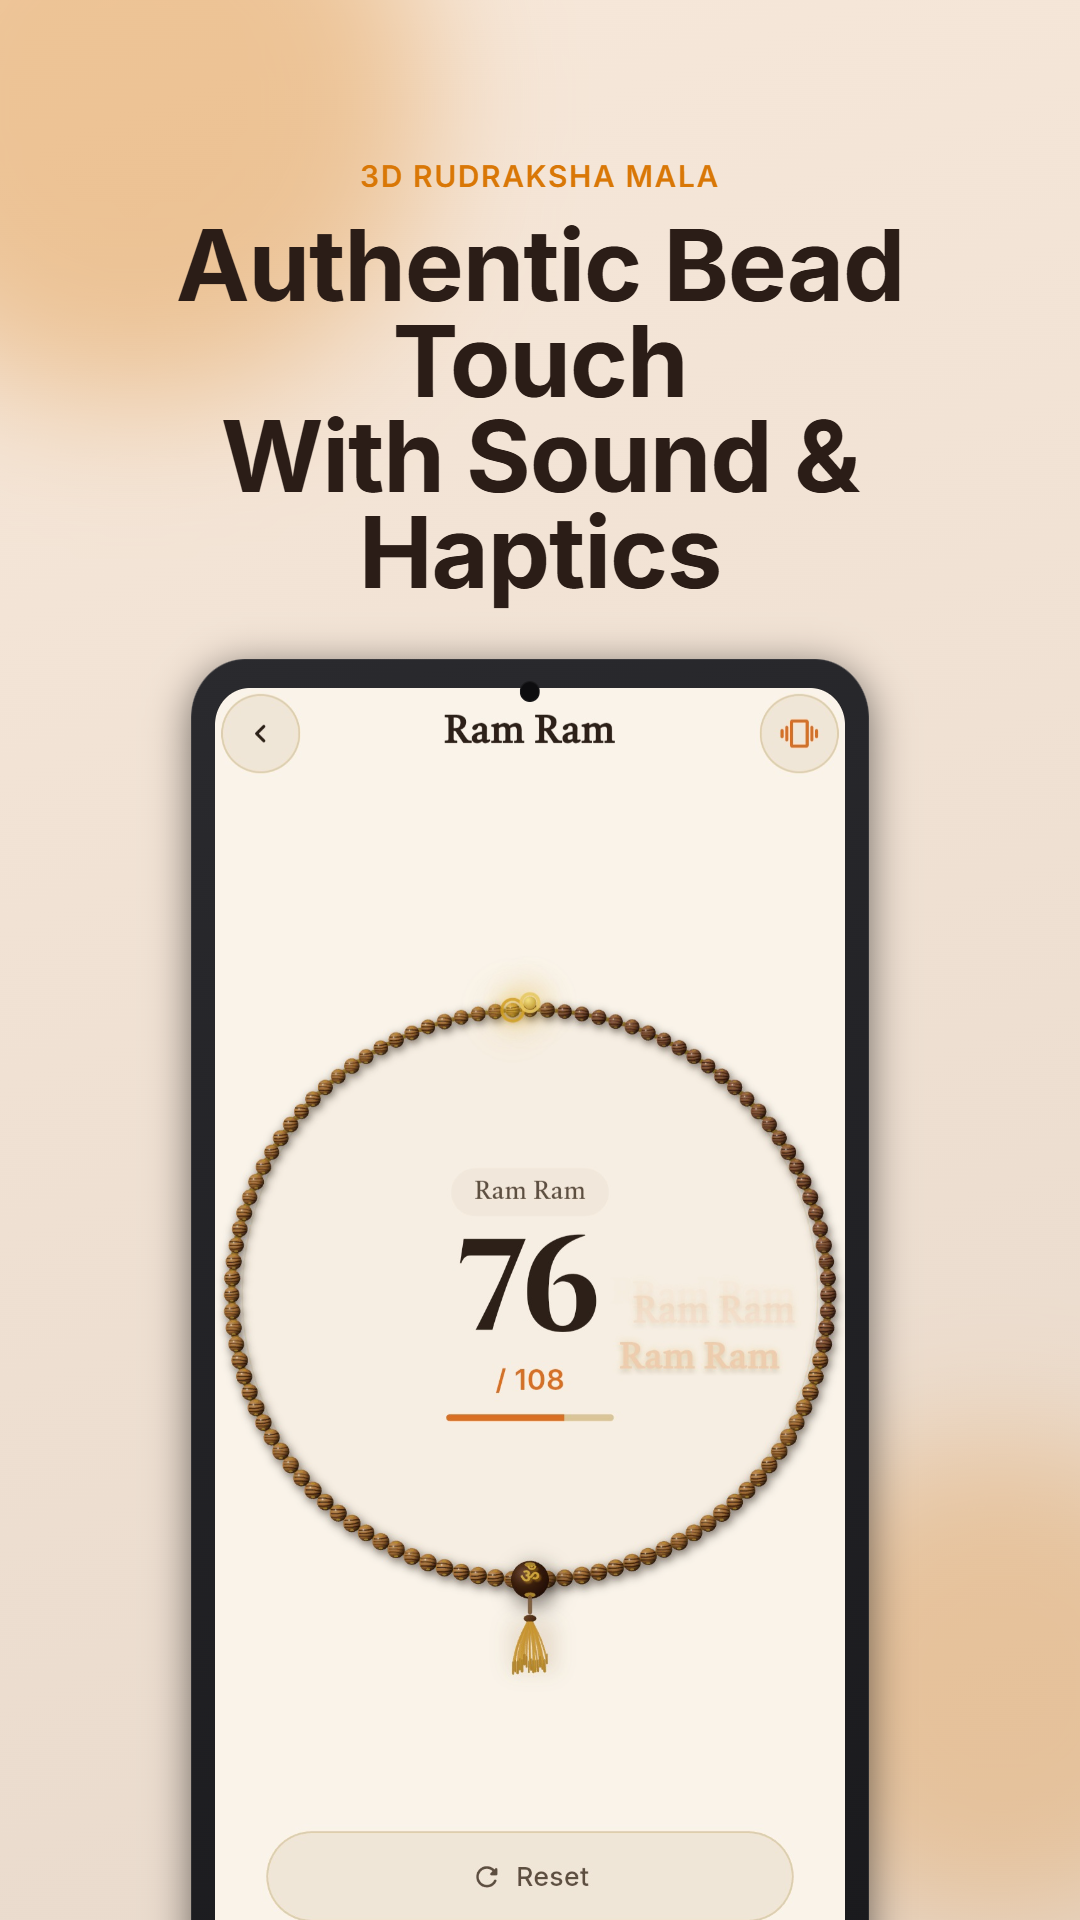 3D RUDRAKSHA MALA
Authentic Bead
Touch
With Sound &
Haptics
Ram Ram
Ram Ram
76
Ram Ram
Ram Ram
/ 108
ॐ
Reset